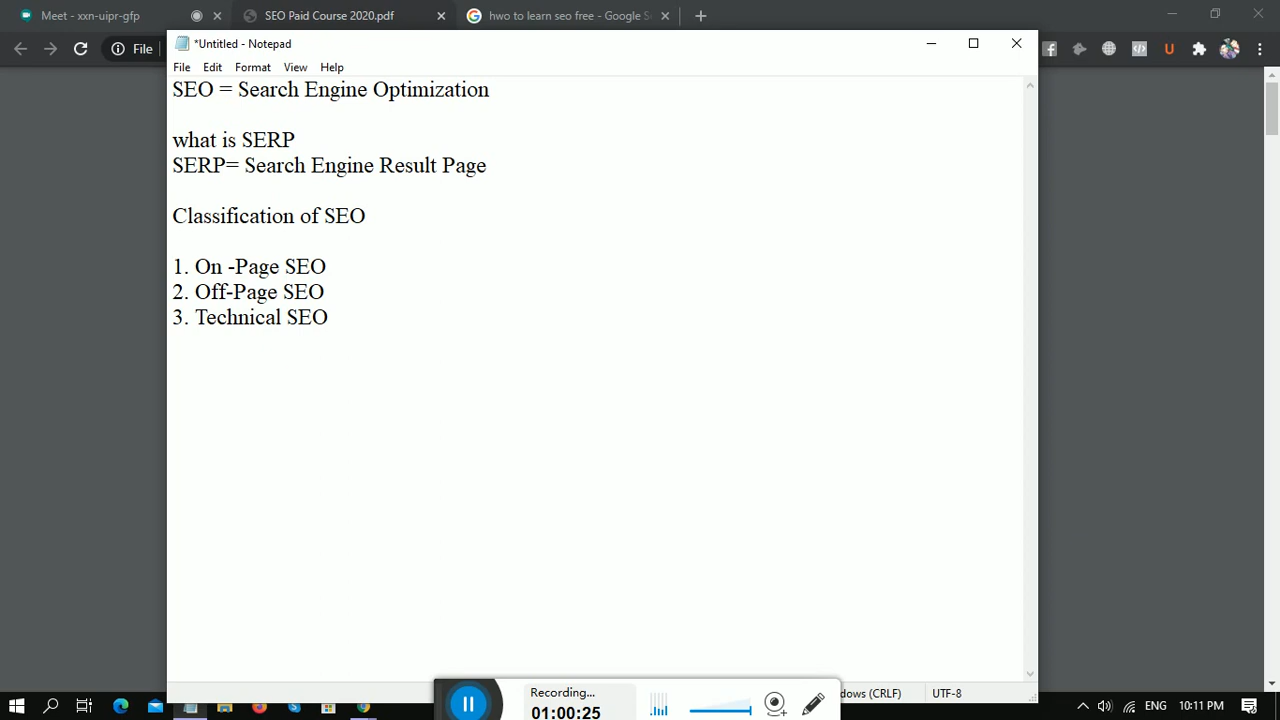 Meet - xxn-uipr-gfp
SEO Paid Course 2020.pdf
hwo to learn seo free - Google S
File
*Untitled - Notepad
File Edit Format View Help
SEO = Search Engine Optimization
what is SERP
SERP= Search Engine Result Page
Classification of SEO
1. On -Page SEO
2. Off-Page SEO
3. Technical SEO
Recording...
01:00:25
dows (CRLF)
UTF-8
ENG
10:11 PM